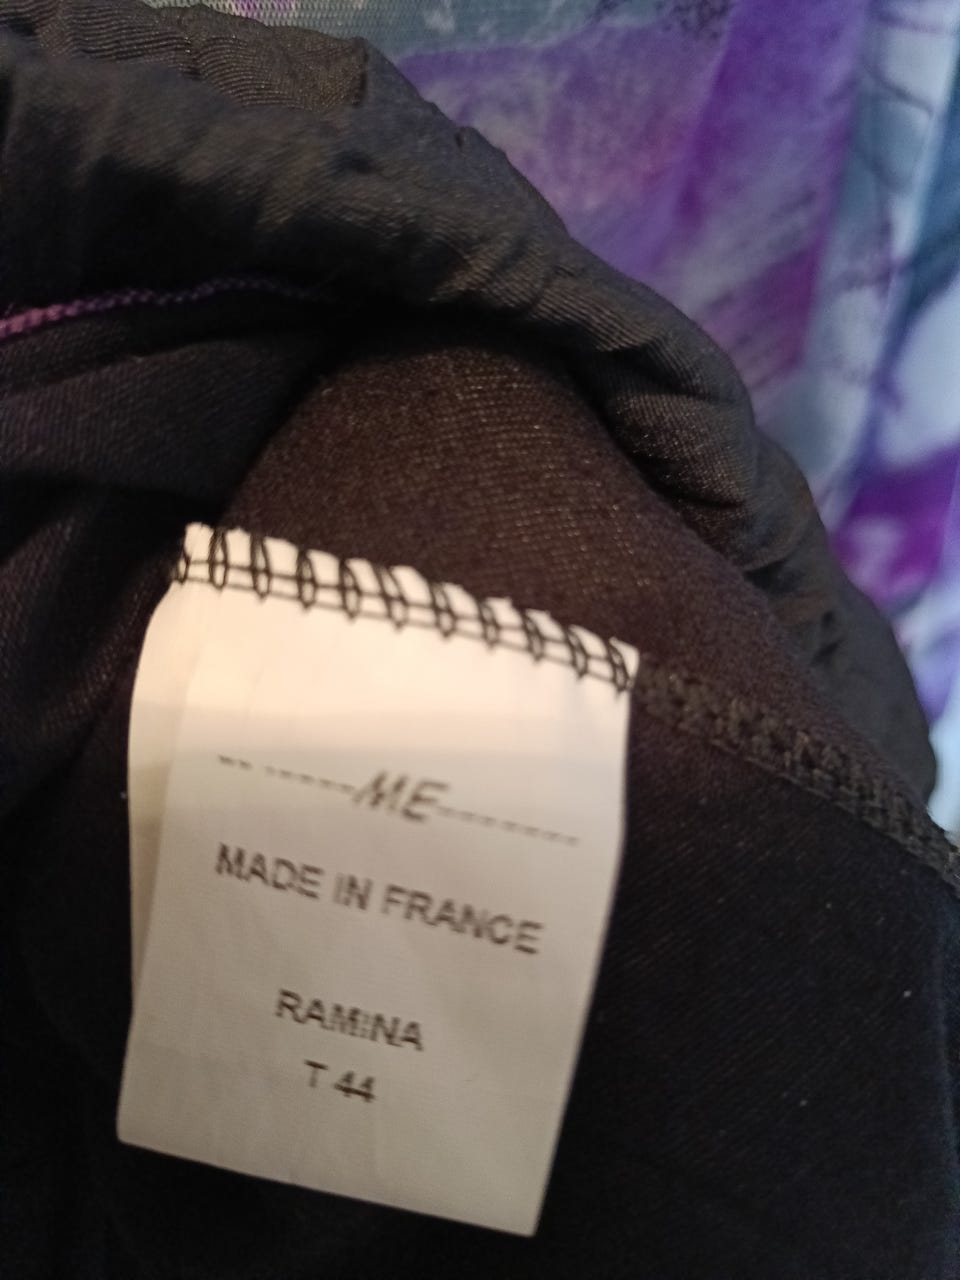 -- -----ME-------
MADE IN FRANCE
RAMINA
T 44